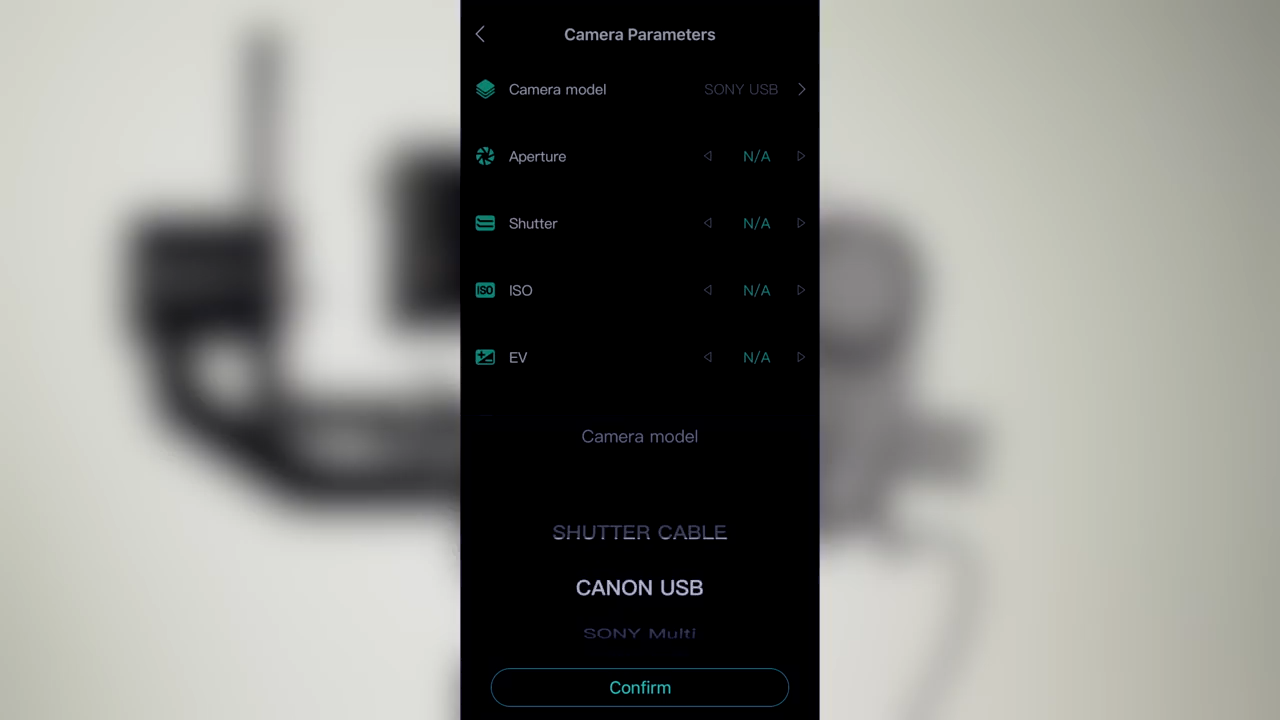 Camera Parameters
Camera model SONY USB
Aperture N/A
Shutter N/A
ISO ISO N/A
EV N/A
Camera model
SHUTTER CABLE
CANON USB
SONY Multi
Confirm